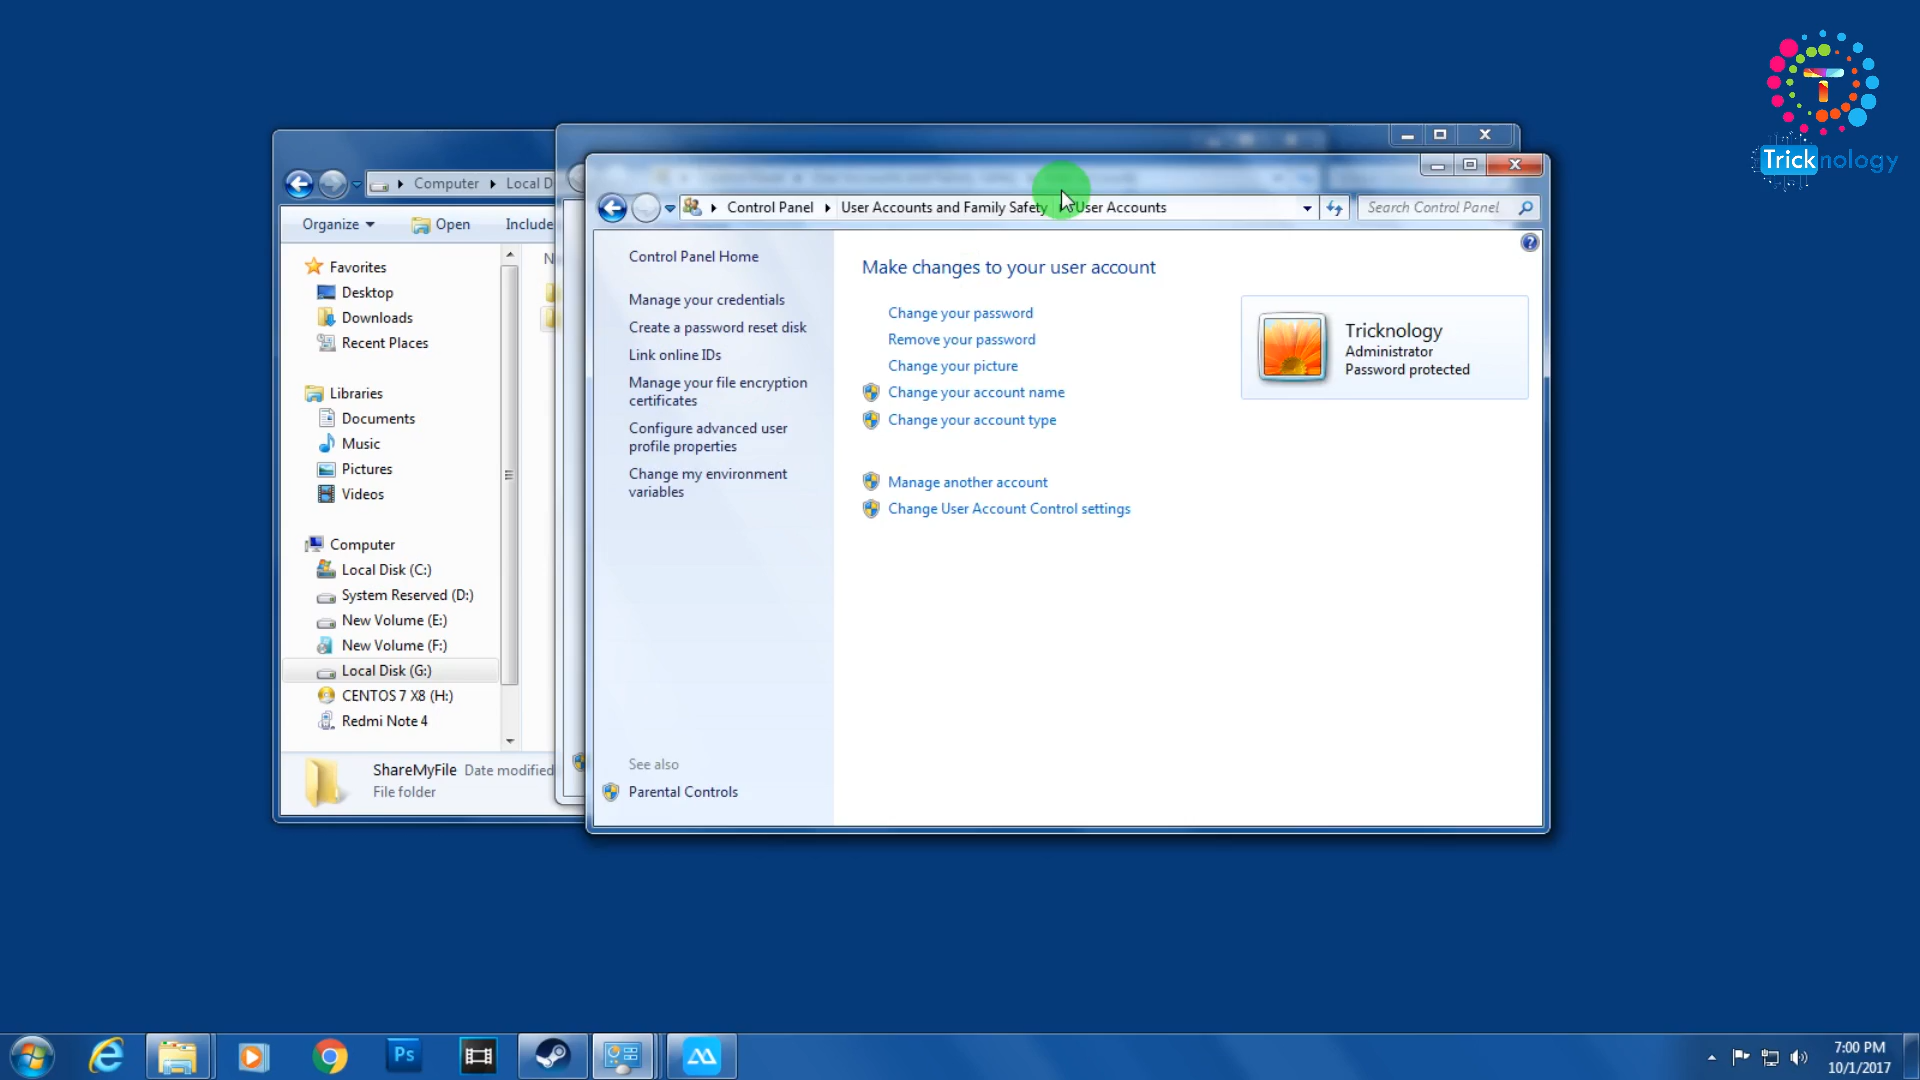 Tricknology
Computer
Local D
Organize
Open
Include
Favorites
Desktop
Downloads
Recent Places
Libraries
Documents
Music
Pictures
Videos
Computer
Local Disk (C:)
System Reserved (D:)
New Volume (E:)
New Volume (F:)
Local Disk (G:)
CENTOS 7 X8 (H:)
Redmi Note 4
N
ShareMyFile Date modified
File folder
Control Panel
User Accounts and Family Safety
User Accounts
Search Control Panel
Control Panel Home
Manage your credentials
Create a password reset disk
Link online IDs
Manage your file encryption
certificates
Configure advanced user
profile properties
Change my environment
variables
See also
Parental Controls
Make changes to your user account
Change your password
Remove your password
Change your picture
Change your account name
Change your account type
Manage another account
Change User Account Control settings
Tricknology
Administrator
Password protected
Ps
7:00 PM
10/1/2017